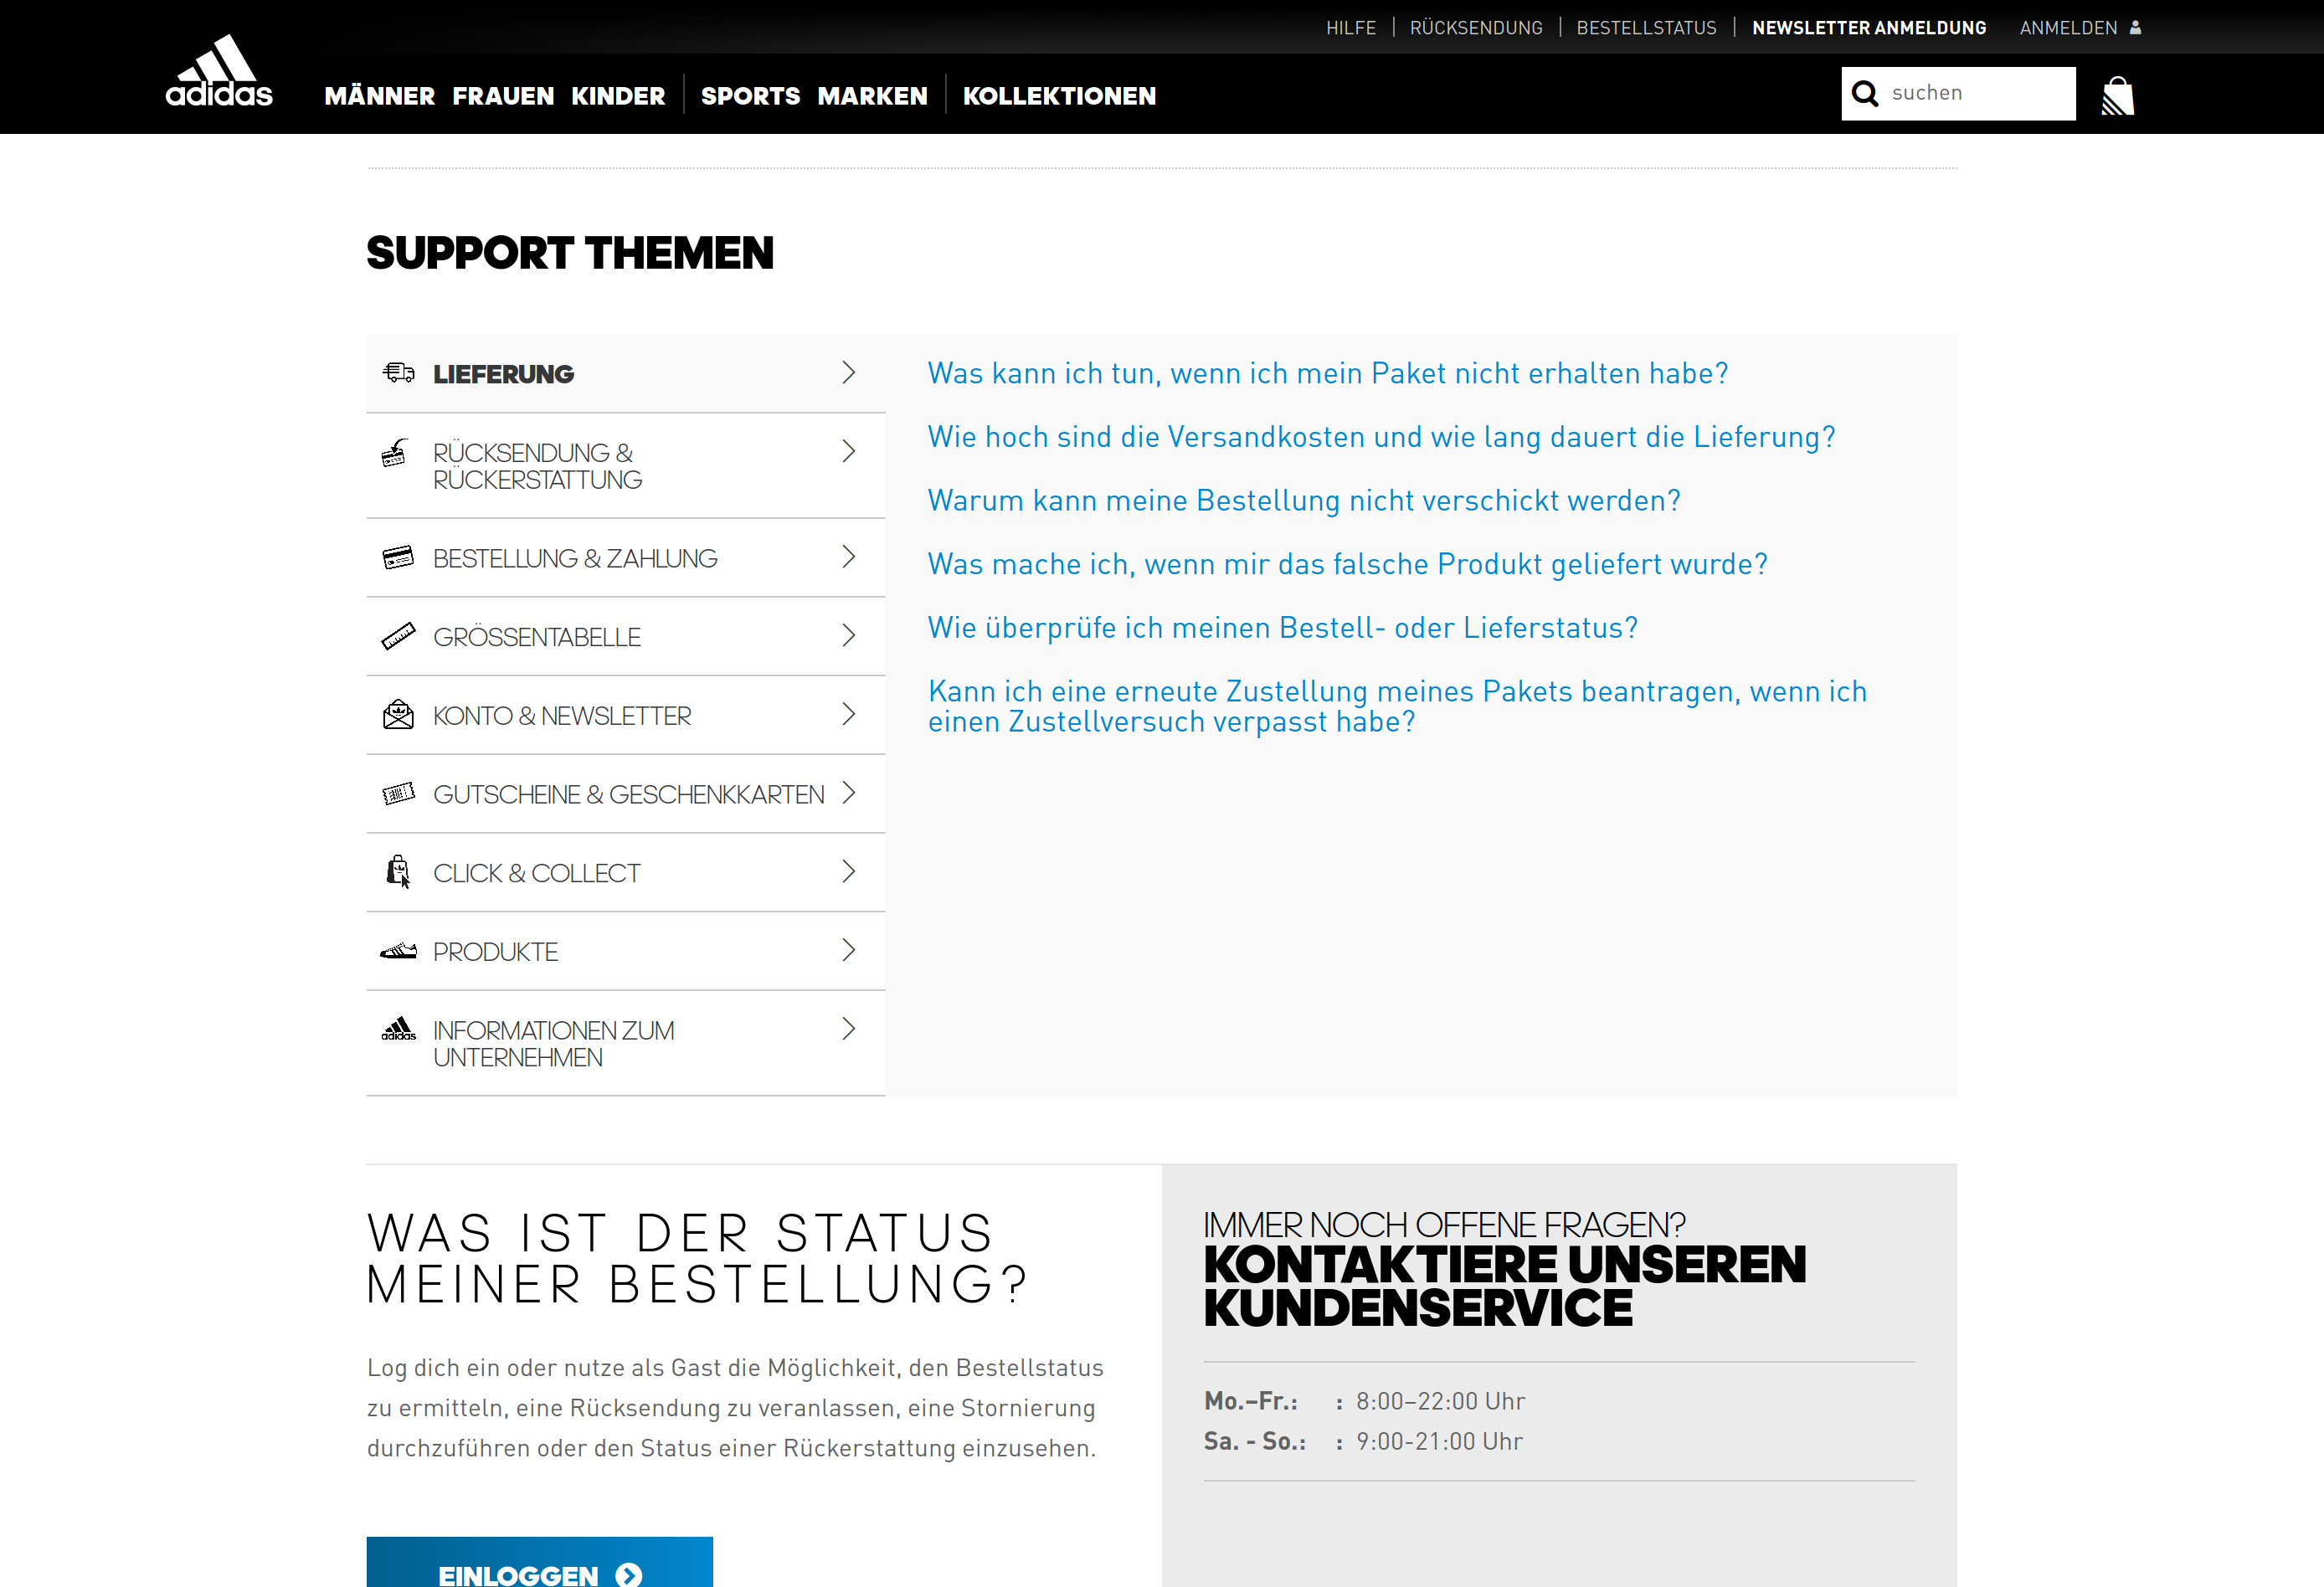 HILFE
RÜCKSENDUNG
BESTELLSTATUS
NEWSLETTER ANMELDUNG
ANMELDEN
adidas
MÄNNER FRAUEN KINDER SPORTS MARKEN KOLLEKTIONEN
suchen
SUPPORT THEMEN
LIEFERUNG
RÜCKSENDUNG &
RÜCKERSTATTUNG
BESTELLUNG & ZAHLUNG
GRÖSSENTABELLE
KONTO & NEWSLETTER
GUTSCHEINE & GESCHENKKARTEN
CLICK & COLLECT
PRODUKTE
adidas
INFORMATIONEN ZUM
UNTERNEHMEN
Was kann ich tun, wenn ich mein Paket nicht erhalten habe?
Wie hoch sind die Versandkosten und wie lang dauert die Lieferung?
Warum kann meine Bestellung nicht verschickt werden?
Was mache ich, wenn mir das falsche Produkt geliefert wurde?
Wie überprüfe ich meinen Bestell- oder Lieferstatus?
Kann ich eine erneute Zustellung meines Pakets beantragen, wenn ich
einen Zustellversuch verpasst habe?
WAS IST DER STATUS
MEINER BESTELLUNG?
Log dich ein oder nutze als Gast die Möglichkeit, den Bestellstatus
zu ermitteln, eine Rücksendung zu veranlassen, eine Stornierung
durchzuführen oder den Status einer Rückerstattung einzusehen.
EINLOGGEN
IMMER NOCH OFFENE FRAGEN?
KONTAKTIERE UNSEREN
KUNDENSERVICE
Mo.–Fr.: : 8:00–22:00 Uhr
Sa. - So.: : 9:00-21:00 Uhr